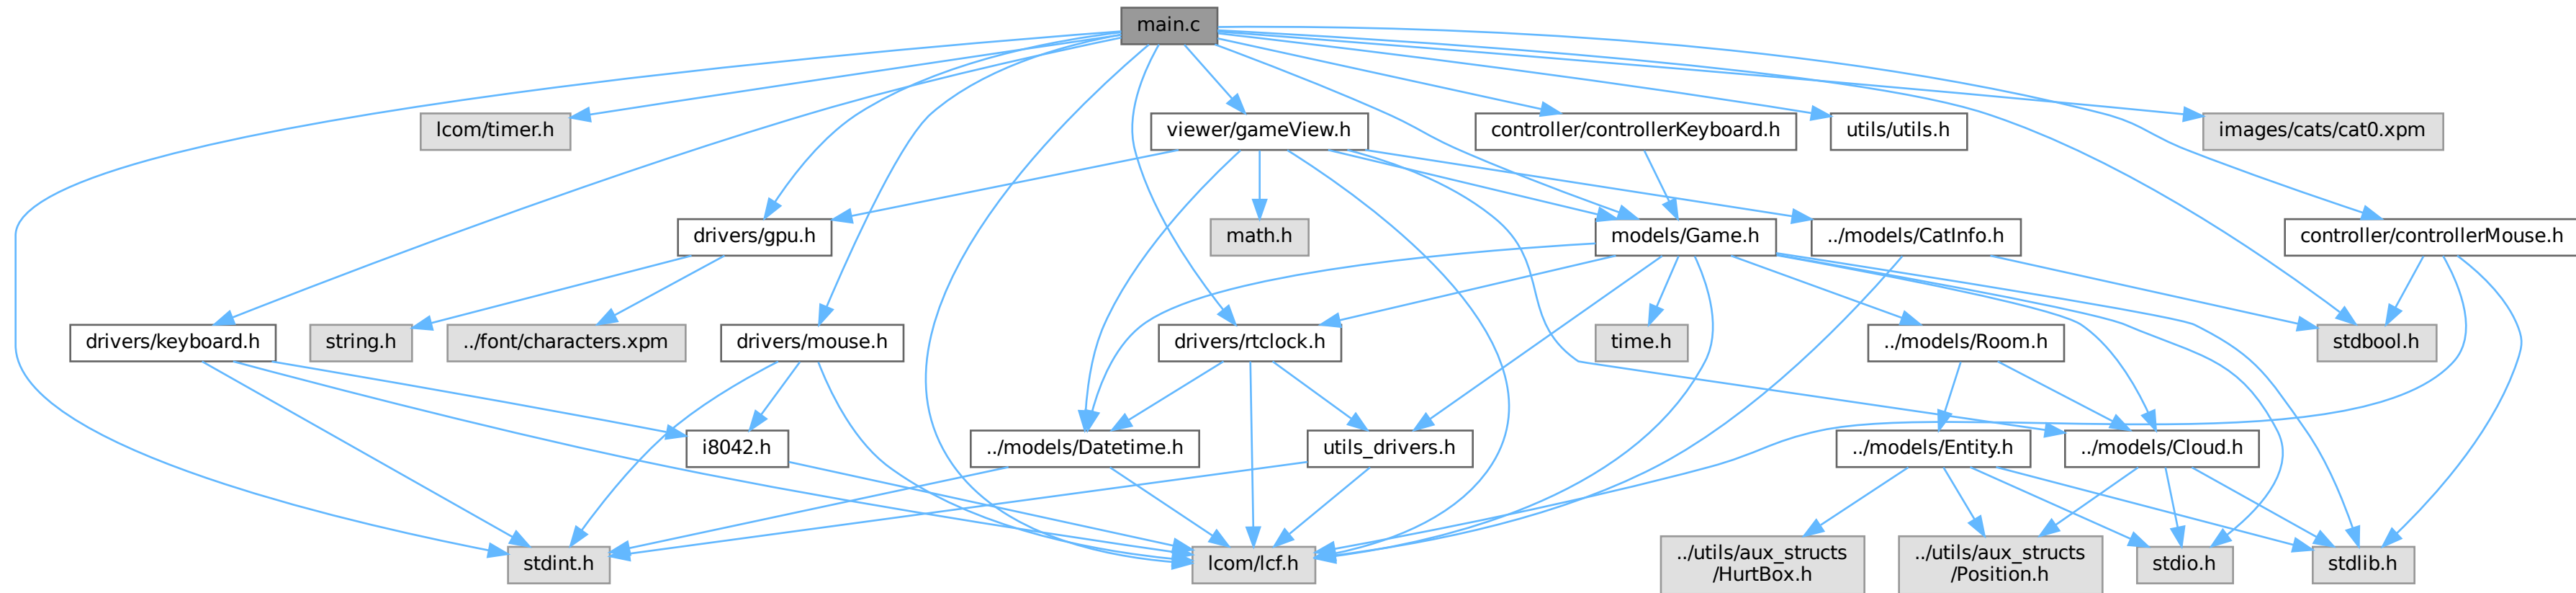 main.c
lcom/timer.h
viewer/gameView.h
controller/controllerKeyboard.h
utils/utils.h
images/cats/cat0.xpm
drivers/gpu.h
math.h
models/Game.h
../models/CatInfo.h
controller/controllerMouse.h
drivers/keyboard.h
string.h
../font/characters.xpm
drivers/mouse.h
drivers/rtclock.h
time.h
../models/Room.h
stdbool.h
i8042.h
../models/Datetime.h
utils_drivers.h
../models/Entity.h
../models/Cloud.h
stdint.h
lcom/lcf.h
../utils/aux_structs
/HurtBox.h
../utils/aux_structs
/Position.h
stdio.h
stdlib.h